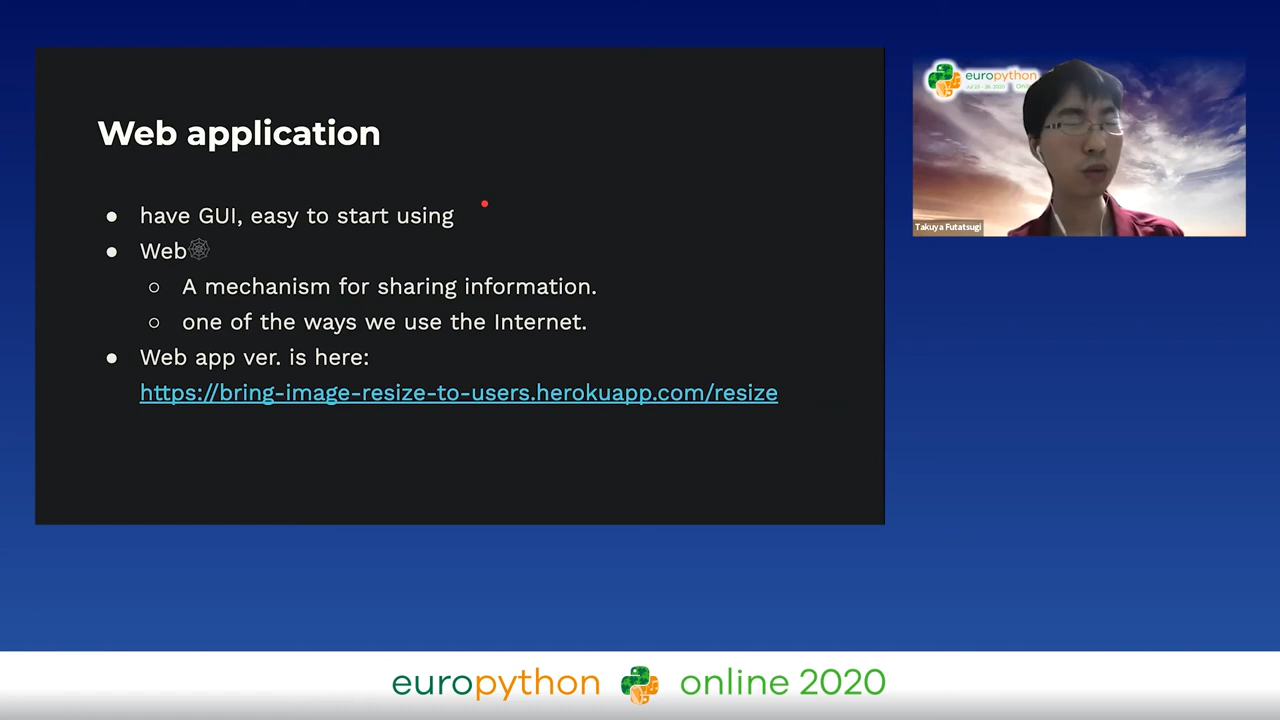 Web application
● have GUI, easy to start using
● Web
○ A mechanism for sharing information.
○ one of the ways we use the Internet.
● Web app ver. is here:
https://bring-image-resize-to-users.herokuapp.com/resize
europython
Takuya Futatsugi
europython online 2020